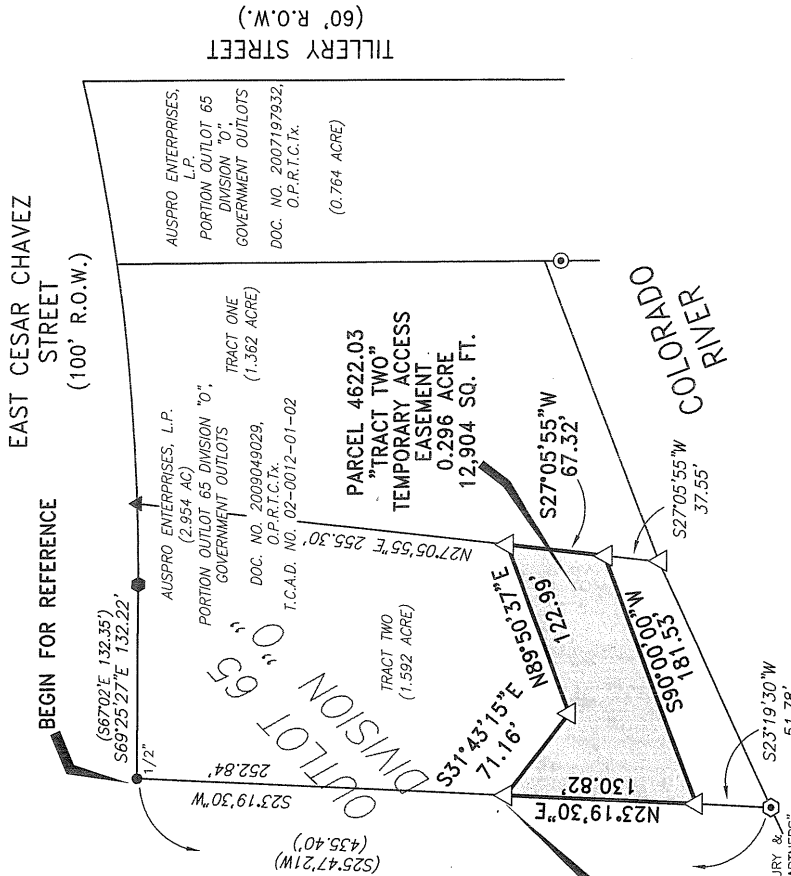 EAST CESAR CHAVEZ
STREET
(100' R.O.W.)
TILLERY STREET
(60' R.O.W.)
BEGIN FOR REFERENCE
(S67°02'E 132.35')
S69°25'27"E 132.22'
1/2"
AUSPRO ENTERPRISES, L.P.
(2.954 AC)
PORTION OUTLOT 65 DIVISION "O",
GOVERNMENT OUTLOTS
DOC. NO. 2009049029,
O.P.R.T.C.Tx.
T.C.A.D. NO. 02-0012-01-02
TRACT ONE
(1.362 ACRE)
AUSPRO ENTERPRISES,
L.P.
PORTION OUTLOT 65
DIVISION "O",
GOVERNMENT OUTLOTS
DOC. NO. 2007197932,
O.P.R.T.C.Tx.
(0.764 ACRE)
OUTLOT 65
DIVISION "O"
TRACT TWO
(1.592 ACRE)
S23°19'30"W 252.84'
(S25°47'21W)
(435.40')
N27°05'55"E 255.30'
PARCEL 4622.03
"TRACT TWO"
TEMPORARY ACCESS
EASEMENT
0.296 ACRE
12,904 SQ. FT.
S31°43'15"E
71.16'
N89°50'37"E
122.99'
S27°05'55"W
67.32'
N23°19'30"E
130.82'
S90°00'00"W
181.53'
S27°05'55"W
37.55'
S23°19'30"W
51.78'
COLORADO
RIVER